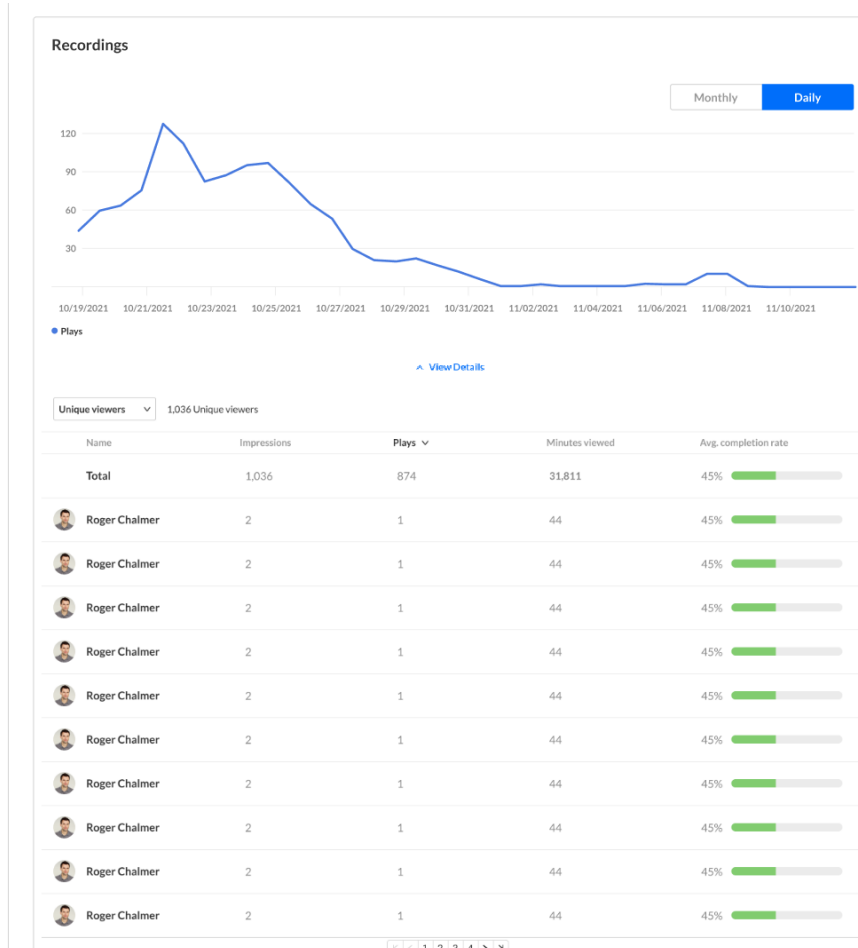 Recordings
Monthly Daily
120
90
60
30
10/19/2021 10/21/2021 10/23/2021 10/25/2021 10/27/2021 10/29/2021 10/31/2021 11/02/2021 11/04/2021 11/06/2021 11/08/2021 11/10/2021
Plays
View Details
Unique viewers 1,036 Unique viewers
Name Impressions Plays Minutes viewed Avg. completion rate
Total 1,036 874 31,811 45%
Roger Chalmer 2 1 44 45%
Roger Chalmer 2 1 44 45%
Roger Chalmer 2 1 44 45%
Roger Chalmer 2 1 44 45%
Roger Chalmer 2 1 44 45%
Roger Chalmer 2 1 44 45%
Roger Chalmer 2 1 44 45%
Roger Chalmer 2 1 44 45%
Roger Chalmer 2 1 44 45%
Roger Chalmer 2 1 44 45%
1 2 3 4